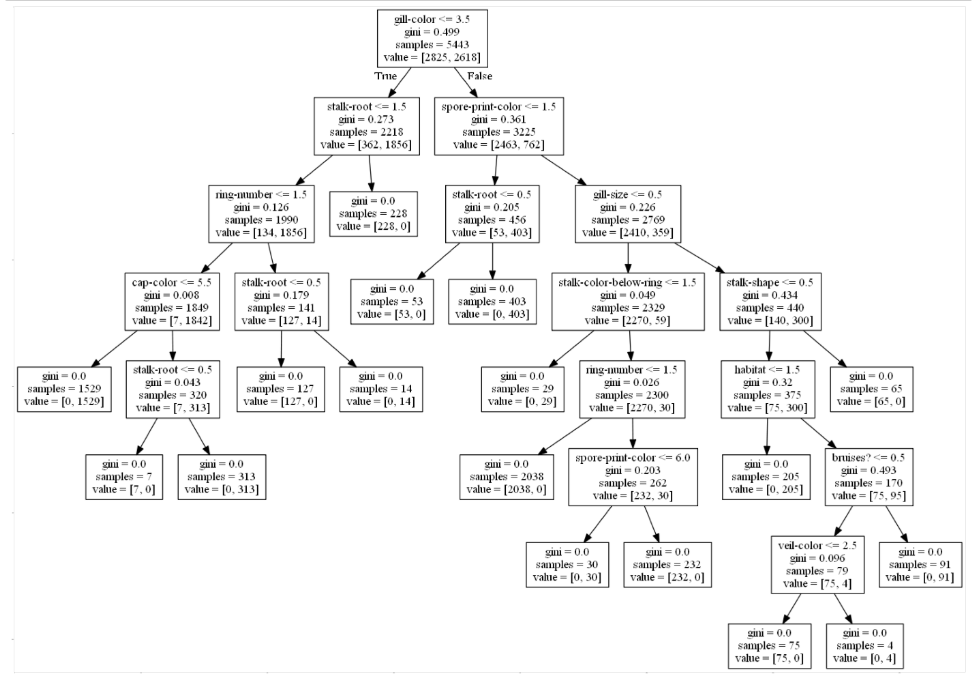 gill-color <= 3.5
gini = 0.499
samples = 5443
value = [2825, 2618]
True
False
stalk-root <= 1.5
gini = 0.273
samples = 2218
value = [362, 1856]
spore-print-color <= 1.5
gini = 0.361
samples = 3225
value = [2463, 762]
ring-number <= 1.5
gini = 0.126
samples = 1990
value = [134, 1856]
gini = 0.0
samples = 228
value = [228, 0]
stalk-root <= 0.5
gini = 0.205
samples = 456
value = [53, 403]
gill-size <= 0.5
gini = 0.226
samples = 2769
value = [2410, 359]
cap-color <= 5.5
gini = 0.008
samples = 1849
value = [7, 1842]
stalk-root <= 0.5
gini = 0.179
samples = 141
value = [127, 14]
gini = 0.0
samples = 53
value = [53, 0]
gini = 0.0
samples = 403
value = [0, 403]
stalk-color-below-ring <= 1.5
gini = 0.049
samples = 2329
value = [2270, 59]
stalk-shape <= 0.5
gini = 0.434
samples = 440
value = [140, 300]
gini = 0.0
samples = 1529
value = [0, 1529]
stalk-root <= 0.5
gini = 0.043
samples = 320
value = [7, 313]
gini = 0.0
samples = 127
value = [127, 0]
gini = 0.0
samples = 14
value = [0, 14]
gini = 0.0
samples = 29
value = [0, 29]
ring-number <= 1.5
gini = 0.026
samples = 2300
value = [2270, 30]
habitat <= 1.5
gini = 0.32
samples = 375
value = [75, 300]
gini = 0.0
samples = 65
value = [65, 0]
gini = 0.0
samples = 7
value = [7, 0]
gini = 0.0
samples = 313
value = [0, 313]
gini = 0.0
samples = 2038
value = [2038, 0]
spore-print-color <= 6.0
gini = 0.203
samples = 262
value = [232, 30]
gini = 0.0
samples = 205
value = [0, 205]
bruises? <= 0.5
gini = 0.493
samples = 170
value = [75, 95]
gini = 0.0
samples = 30
value = [0, 30]
gini = 0.0
samples = 232
value = [232, 0]
veil-color <= 2.5
gini = 0.096
samples = 79
value = [75, 4]
gini = 0.0
samples = 91
value = [0, 91]
gini = 0.0
samples = 75
value = [75, 0]
gini = 0.0
samples = 4
value = [0, 4]